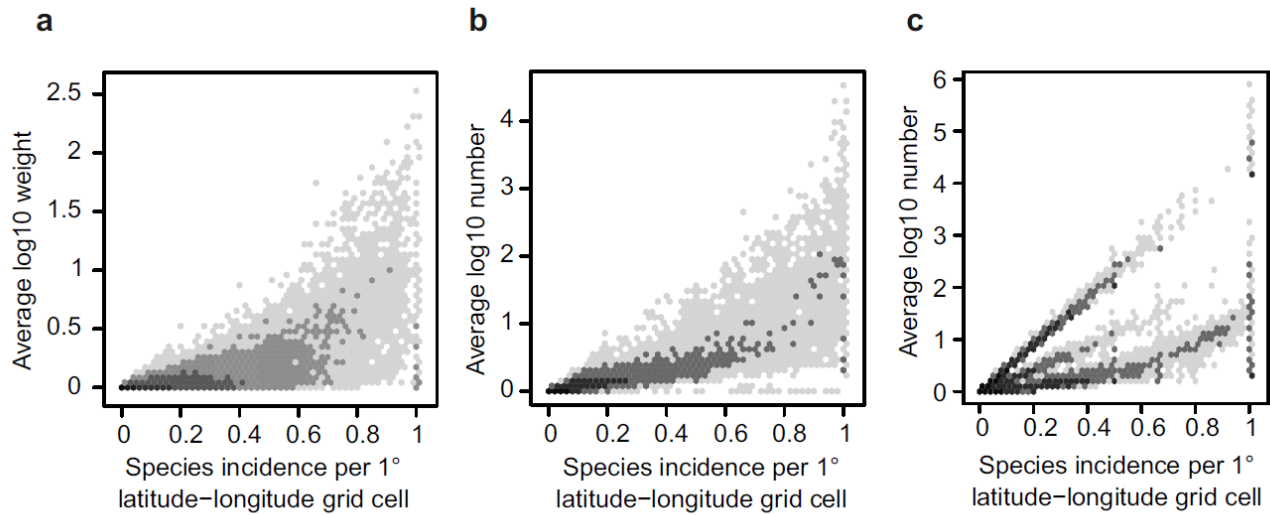 a
2.5
2
1.5
1
0.5
0
Average log10 weight
0 0.2 0.4 0.6 0.8 1
Species incidence per 1°
latitude−longitude grid cell
b
4
3
2
1
0
Average log10 number
0 0.2 0.4 0.6 0.8 1
Species incidence per 1°
latitude−longitude grid cell
c
6
5
4
3
2
1
0
Average log10 number
0 0.2 0.4 0.6 0.8 1
Species incidence per 1°
latitude−longitude grid cell